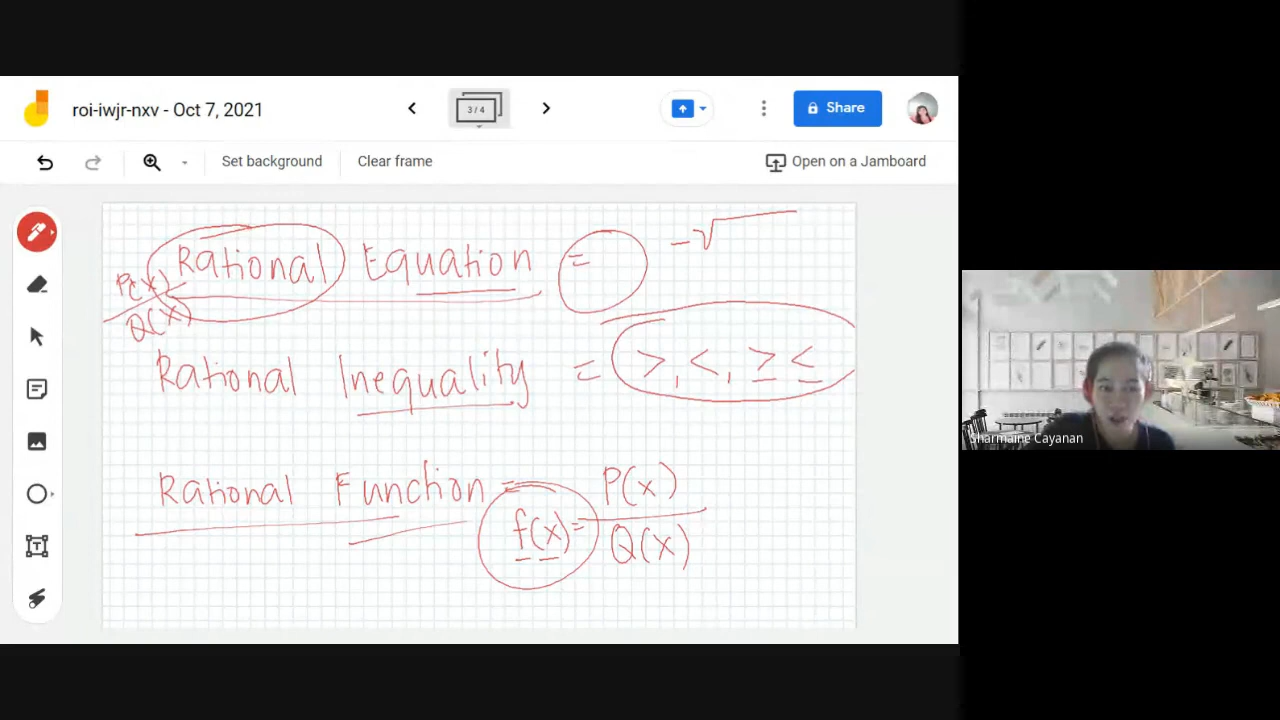 roi-iwjr-nxv - Oct 7, 2021
3 / 4
Share
Set background
Clear frame
Open on a Jamboard
Rational Equation = -√
P(x)
Q(x)
Rational Inequality = >, <, ≥ ≤
Rational Function =
f(x) = P(x)
Q(x)
Sharmaine Cayanan